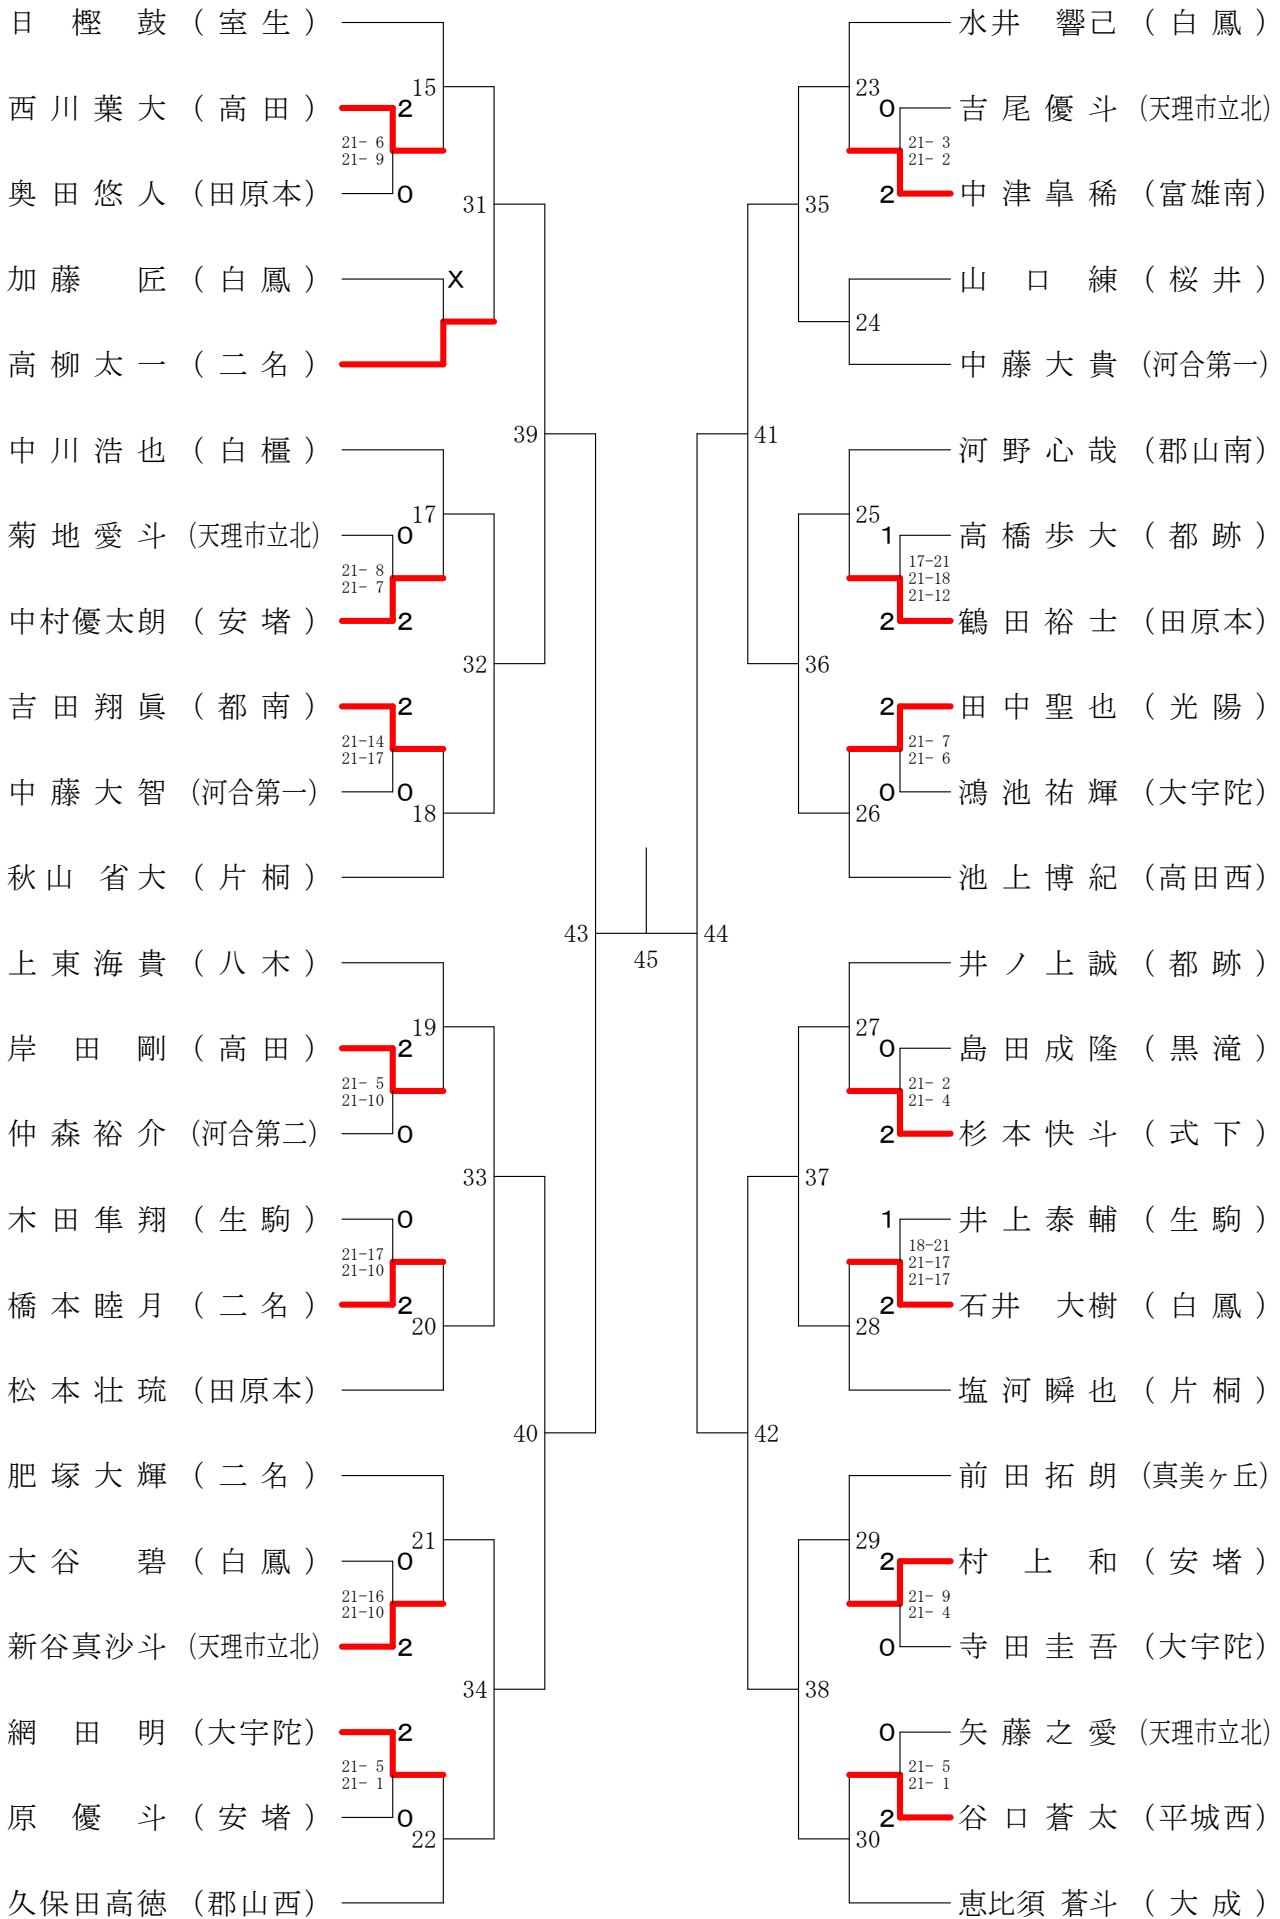 日樫鼓（室生）
15
西川葉大（高田） 2
21- 6
21- 9
奥田悠人（田原本） 0
31
加藤　匠（白鳳） X
高柳太一（二名）
39
中川浩也（白橿）
17
菊地愛斗（天理市立北） 0
21- 8
21- 7
中村優太朗（安堵） 2
32
吉田翔眞（都南） 2
21-14
21-17
中藤大智（河合第一） 0
18
秋山 省大（片桐）
43
上東海貴（八木）
19
岸田剛（高田） 2
21- 5
21-10
仲森裕介（河合第二） 0
33
木田隼翔（生駒） 0
21-17
21-10
橋本睦月（二名） 2
20
松本壮琉（田原本）
40
肥塚大輝（二名）
21
大谷　碧（白鳳） 0
21-16
21-10
新谷真沙斗（天理市立北） 2
34
網田明（大宇陀） 2
21- 5
21- 1
原優斗（安堵） 0
22
久保田高徳（郡山西）
45
水井　響己（白鳳）
23
0 吉尾優斗（天理市立北）
21- 3
21- 2
2 中津皐稀（富雄南）
35
山口練（桜井）
24
中藤大貴（河合第一）
41
河野心哉（郡山南）
25
1 高橋歩大（都跡）
17-21
21-18
21-12
2 鶴田裕士（田原本）
36
2 田中聖也（光陽）
21- 7
21- 6
0 鴻池祐輝（大宇陀）
26
池上博紀（高田西）
44
井ノ上誠（都跡）
27
0 島田成隆（黒滝）
21- 2
21- 4
2 杉本快斗（式下）
37
1 井上泰輔（生駒）
18-21
21-17
21-17
2 石井　大樹（白鳳）
28
塩河瞬也（片桐）
42
前田拓朗（真美ヶ丘）
29
2 村上和（安堵）
21- 9
21- 4
0 寺田圭吾（大宇陀）
38
0 矢藤之愛（天理市立北）
21- 5
21- 1
2 谷口蒼太（平城西）
30
恵比須 蒼斗（大成）